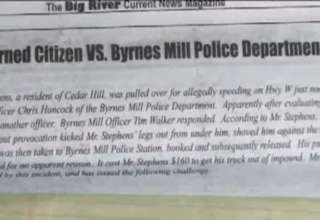 The Big River Current News Magazine
rned Citizen VS. Byrnes Mill Police Departmen
ens, a resident of Cedar Hill, was pulled over for allegedly speeding on Hwy W just no
ficer Chris Hancock of the Byrnes Mill Police Department. Apparently after evaluating
another officer. Byrnes Mill Officer Tim Walker responded. According to Mr. Stephens,
out provocation kicked Mr. Stephens' legs out from under him, shoved him against the
was then taken to Byrnes Mill Police Station, booked and subsequently released. His
d for no apparent reason. It cost Mr. Stephens $160 to get his truck out of impound. Mr.
d by this incident, and has issued the following challenge.